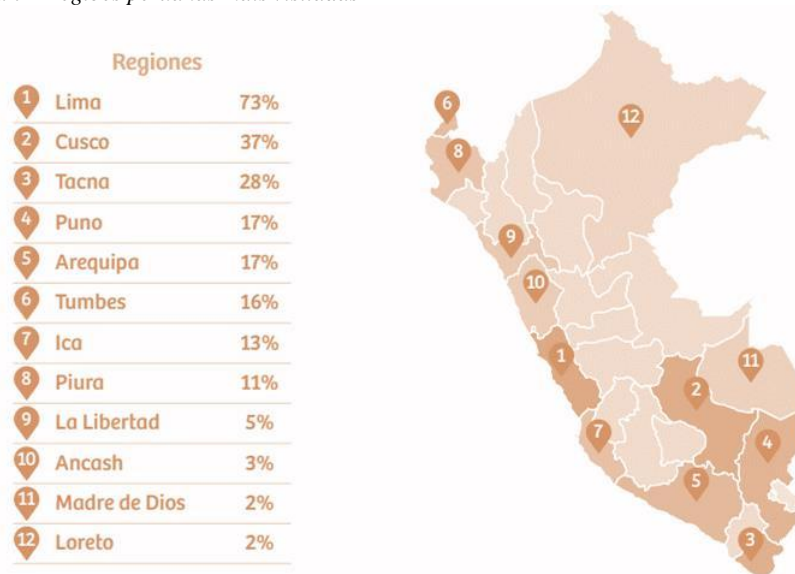 Regiones
1 Lima 73%
2 Cusco 37%
3 Tacna 28%
4 Puno 17%
5 Arequipa 17%
6 Tumbes 16%
7 Ica 13%
8 Piura 11%
9 La Libertad 5%
10 Ancash 3%
11 Madre de Dios 2%
12 Loreto 2%
6
12
8
9
10
1
11
2
7
4
5
3